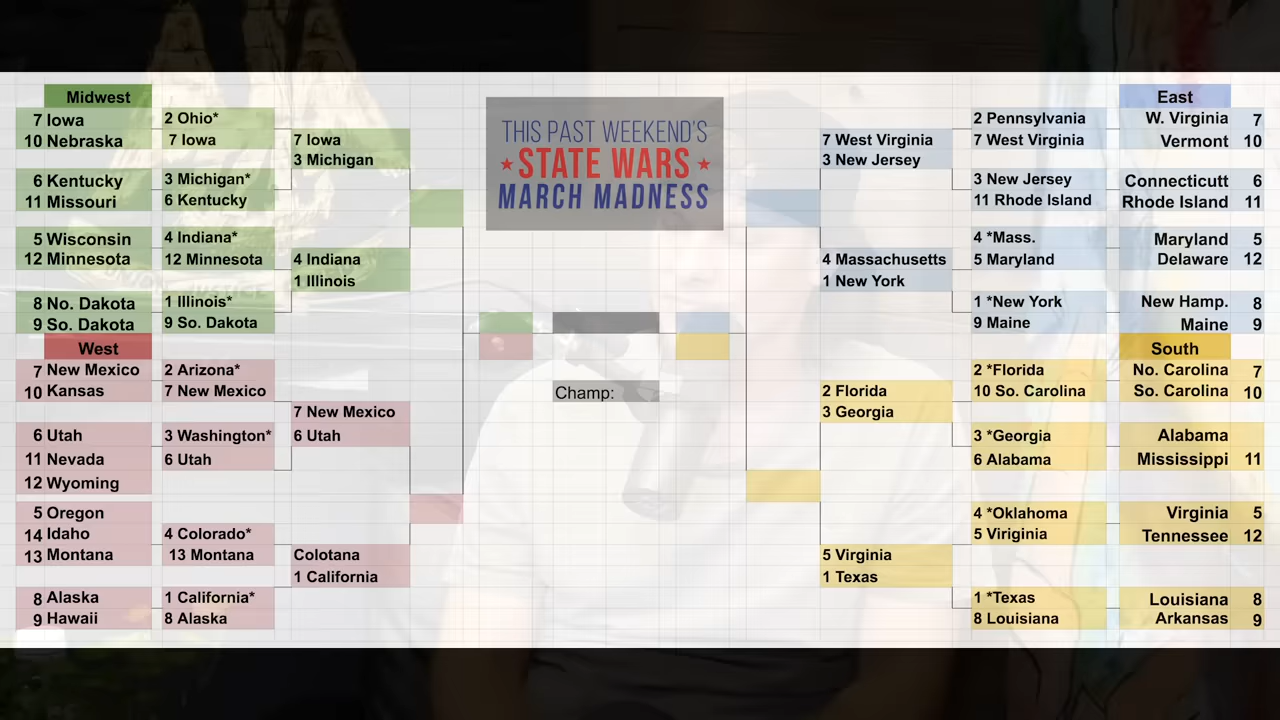 Midwest
7 Iowa
10 Nebraska
6 Kentucky
11 Missouri
5 Wisconsin
12 Minnesota
8 No. Dakota
9 So. Dakota
2 Ohio*
7 Iowa
3 Michigan*
6 Kentucky
4 Indiana*
12 Minnesota
1 Illinois*
9 So. Dakota
7 Iowa
3 Michigan
4 Indiana
1 Illinois
West
7 New Mexico
10 Kansas
6 Utah
11 Nevada
12 Wyoming
5 Oregon
14 Idaho
13 Montana
8 Alaska
9 Hawaii
2 Arizona*
7 New Mexico
3 Washington*
6 Utah
4 Colorado*
13 Montana
1 California*
8 Alaska
7 New Mexico
6 Utah
Colotana
1 California
THIS PAST WEEKEND'S
STATE WARS
MARCH MADNESS
Champ:
7 West Virginia
3 New Jersey
4 Massachusetts
1 New York
2 Pennsylvania
7 West Virginia
3 New Jersey
11 Rhode Island
4 *Mass.
5 Maryland
1 *New York
9 Maine
East
W. Virginia 7
Vermont 10
Connecticutt 6
Rhode Island 11
Maryland 5
Delaware 12
New Hamp. 8
Maine 9
2 Florida
3 Georgia
5 Virginia
1 Texas
2 *Florida
10 So. Carolina
3 *Georgia
6 Alabama
4 *Oklahoma
5 Viriginia
1 *Texas
8 Louisiana
South
No. Carolina 7
So. Carolina 10
Alabama
Mississippi 11
Virginia 5
Tennessee 12
Louisiana 8
Arkansas 9